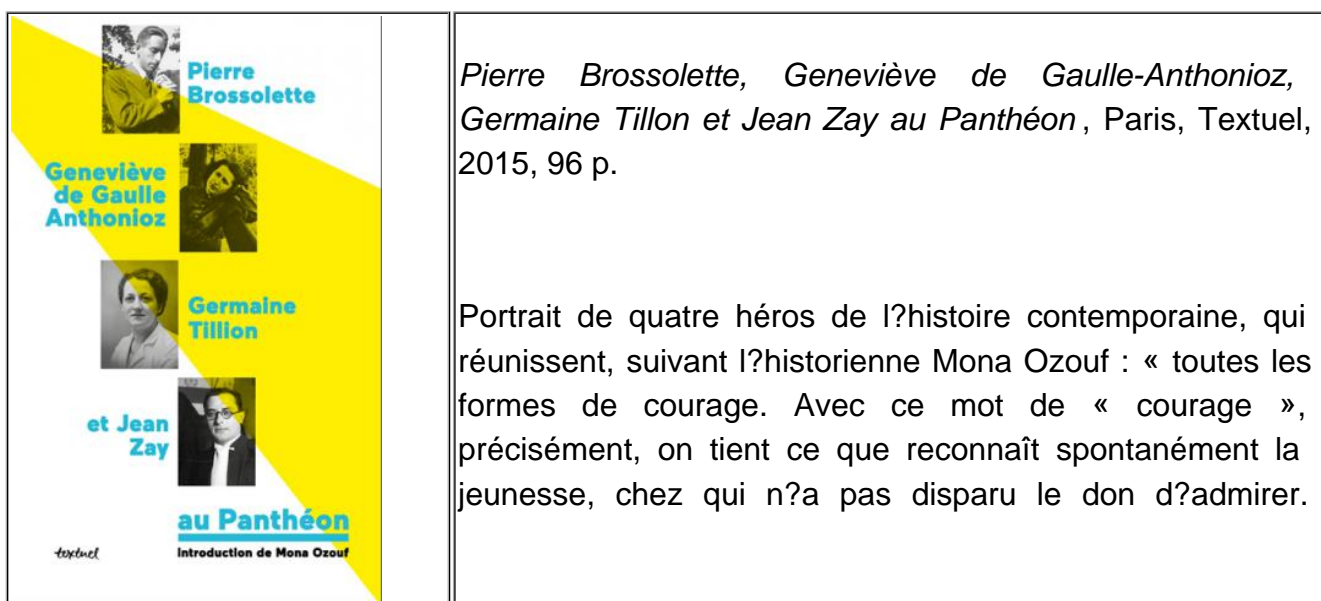 Pierre
Brossolette
Geneviève
de Gaulle
Anthonioz
Germaine
Tillion
et Jean
Zay
au Panthéon
textuel
Introduction de Mona Ozouf
Pierre Brossolette, Geneviève de Gaulle-Anthonioz,
Germaine Tillon et Jean Zay au Panthéon , Paris, Textuel,
2015, 96 p.
Portrait de quatre héros de l?histoire contemporaine, qui
réunissent, suivant l?historienne Mona Ozouf : « toutes les
formes de courage. Avec ce mot de « courage »,
précisément, on tient ce que reconnaît spontanément la
jeunesse, chez qui n?a pas disparu le don d?admirer.